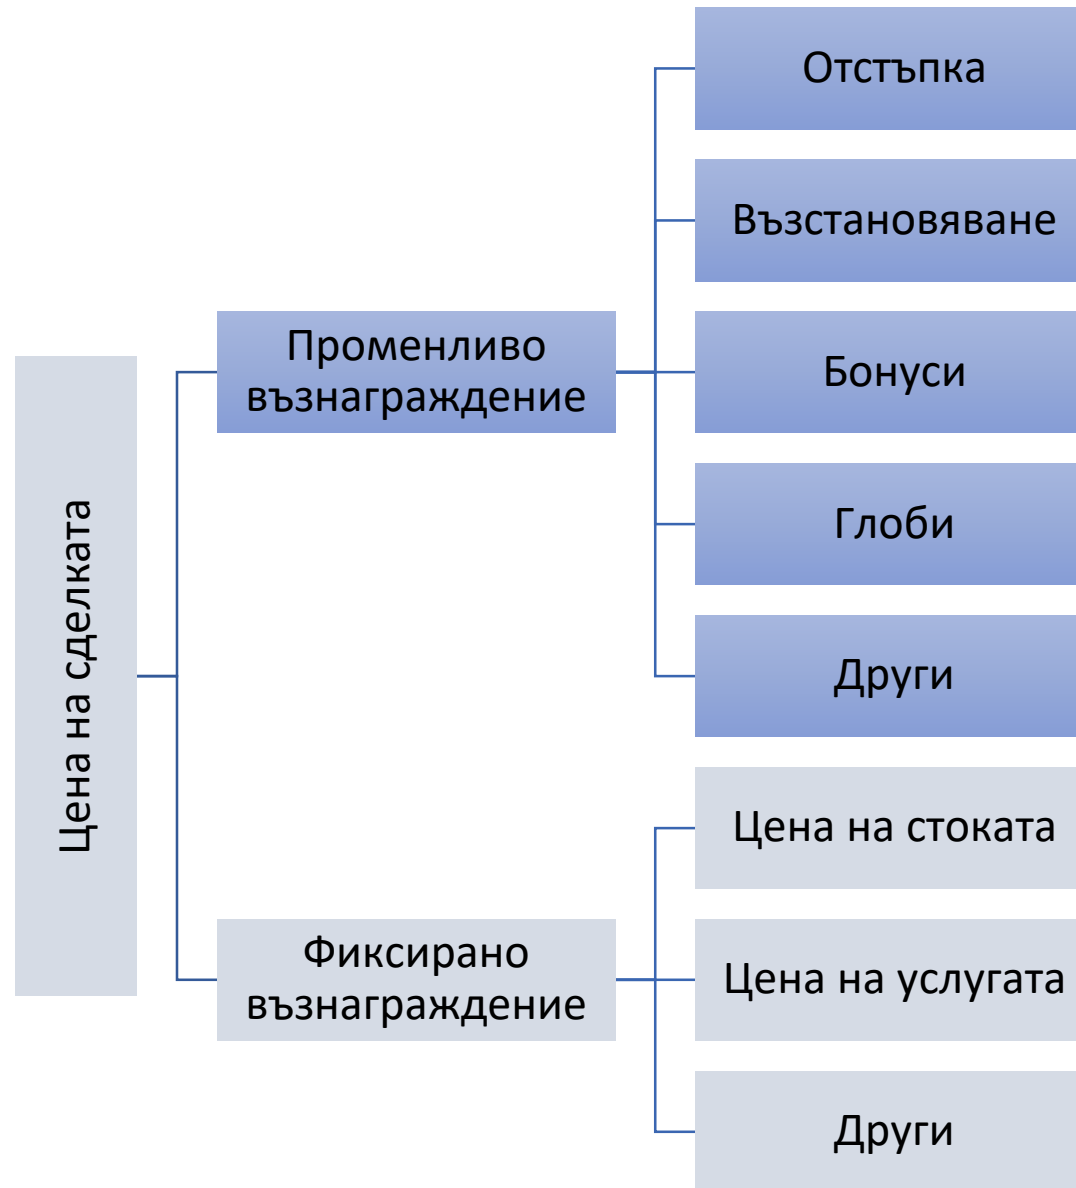 Цена на сделката
Променливо
възнаграждение
Отстъпка
Възстановяване
Бонуси
Глоби
Други
Фиксирано
възнаграждение
Цена на стоката
Цена на услугата
Други